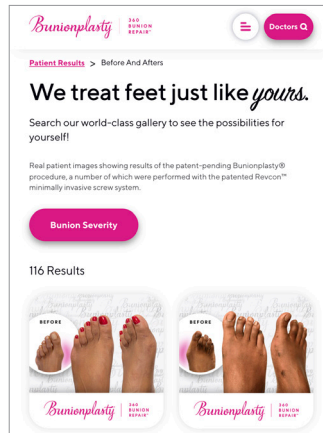 Bunionplasty
360
BUNION
REPAIR™
Doctors
Patient Results > Before And Afters
We treat feet just like yours.
Search our world-class gallery to see the possibilities for
yourself!
Real patient images showing results of the patent-pending Bunionplasty®
procedure, a number of which were performed with the patented Revcon™
minimally invasive screw system.
Bunion Severity
116 Results
BEFORE
Bunionplasty
360
BUNION
REPAIR™
BEFORE
Bunionplasty
360
BUNION
REPAIR™